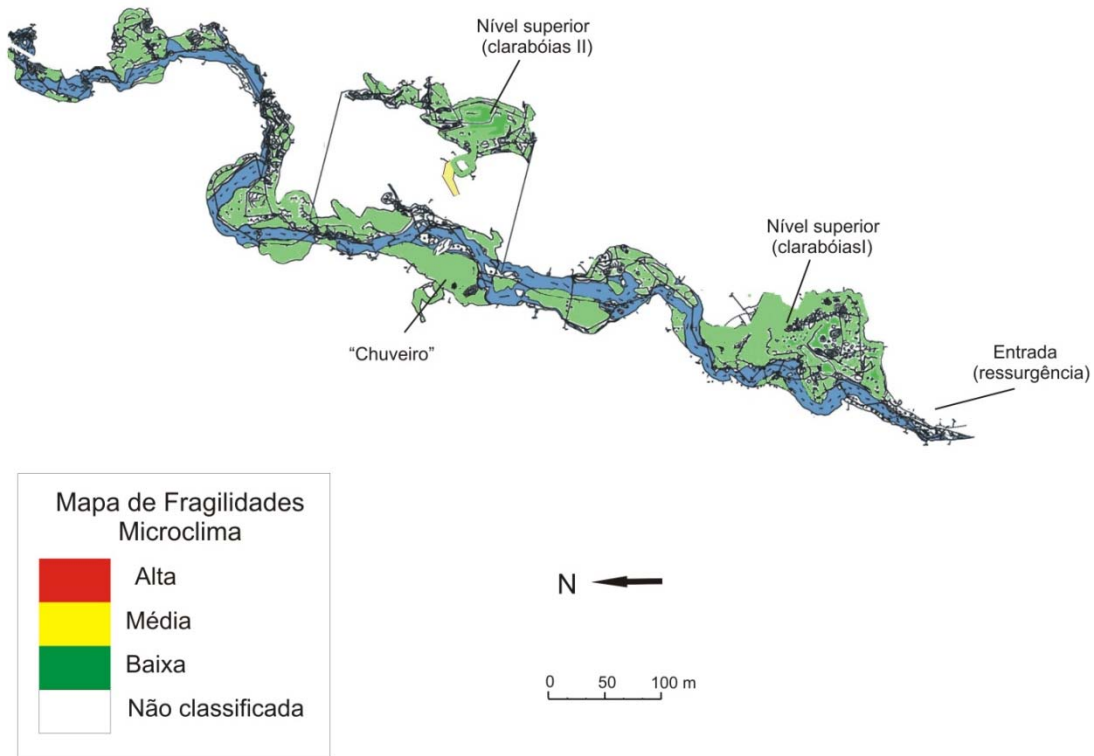 Nível superior
(clarabóias II)
Nível superior
(clarabóiasI)
"Chuveiro"
Entrada
(ressurgência)
Mapa de Fragilidades
Microclima
Alta
Média
Baixa
Não classificada
N
0 50 100 m